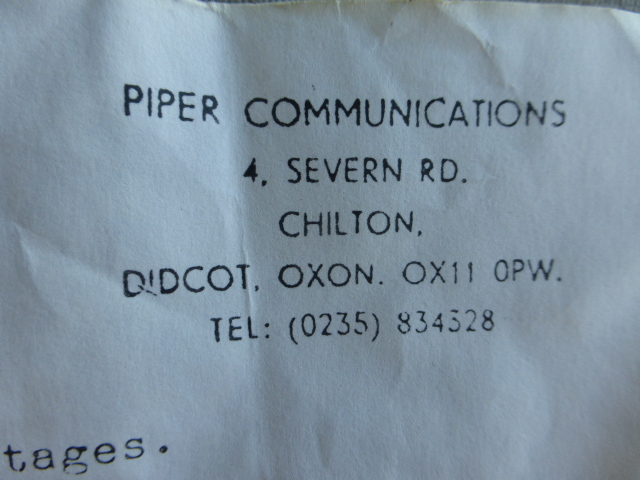 PIPER COMMUNICATIONS
4, SEVERN RD.
CHILTON,
DIDCOT, OXON. OX11 0PW.
TEL: (0235) 834328
tages.